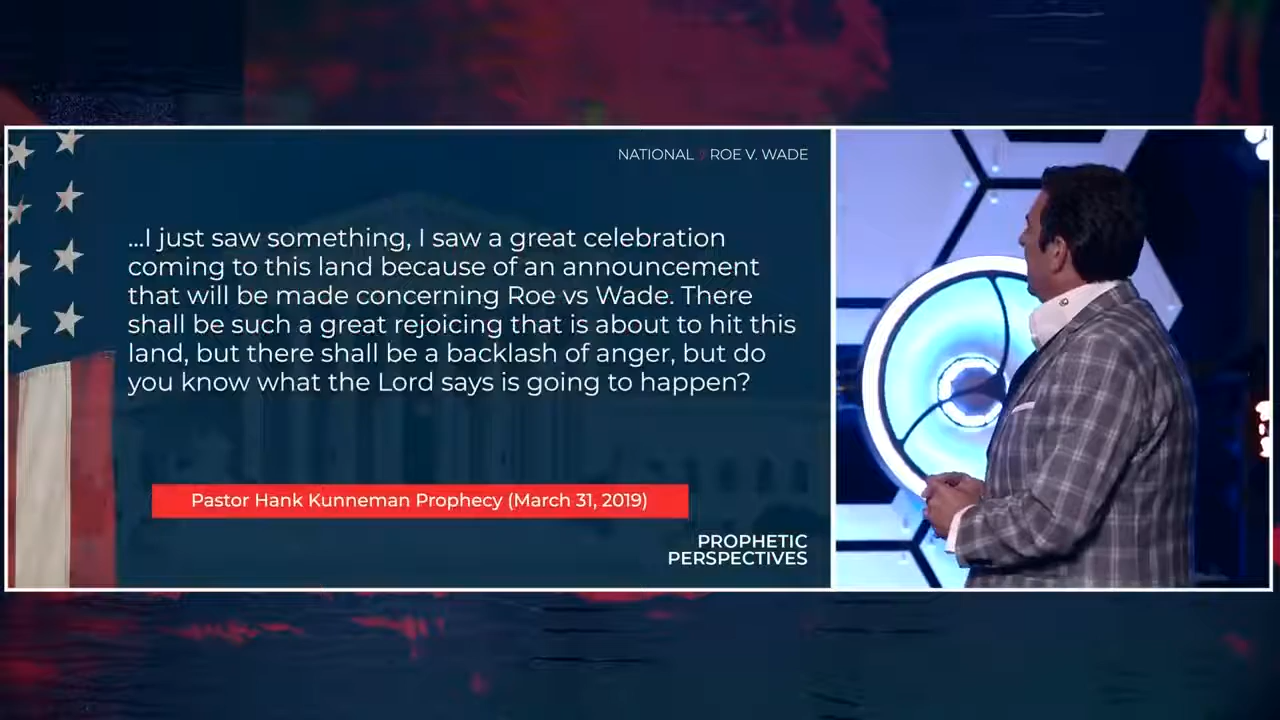 NATIONAL // ROE V. WADE
...I just saw something, I saw a great celebration
coming to this land because of an announcement
that will be made concerning Roe vs Wade. There
shall be such a great rejoicing that is about to hit this
land, but there shall be a backlash of anger, but do
you know what the Lord says is going to happen?
Pastor Hank Kunneman Prophecy (March 31, 2019)
PROPHETIC
PERSPECTIVES